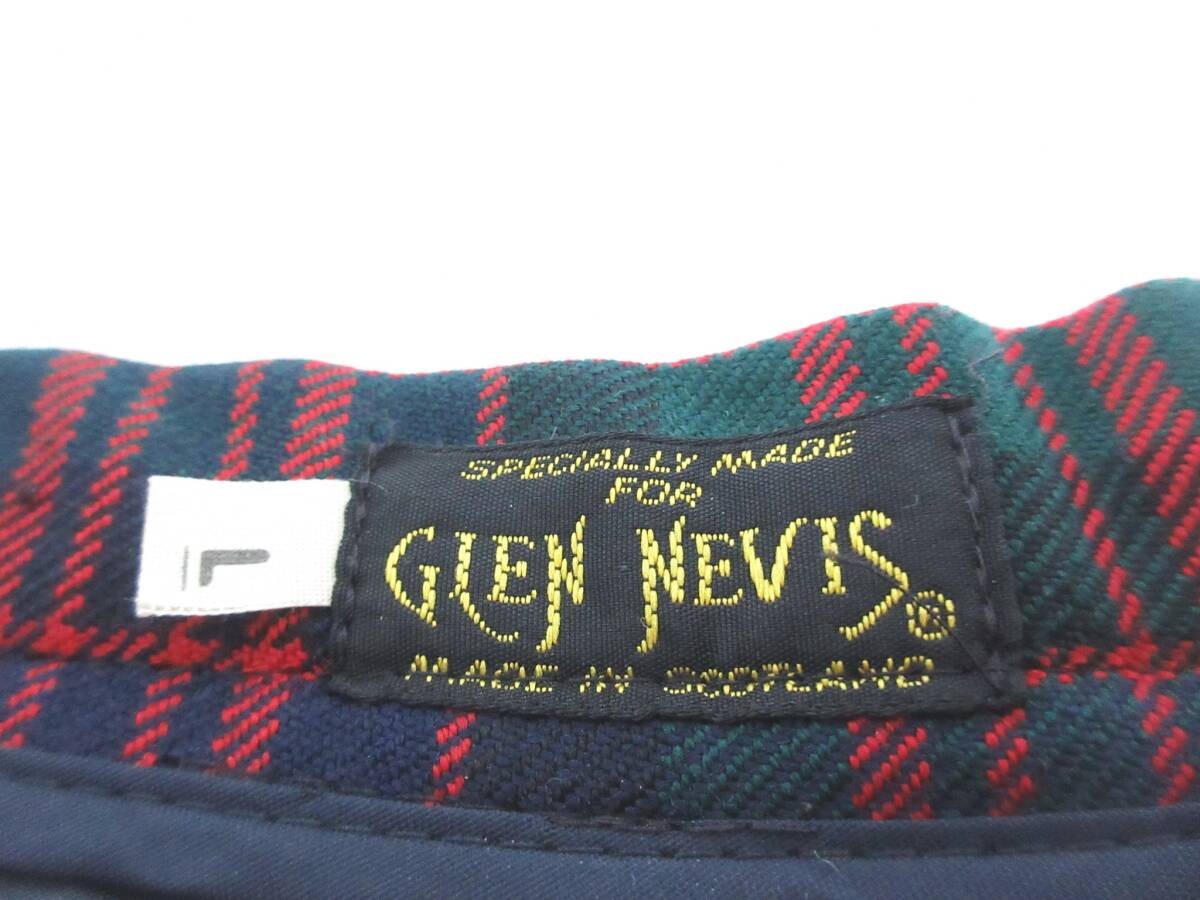 SPECIALLY MADE
FOR
GLEN NEVIS ®
MADE IN SCOTLAND
L